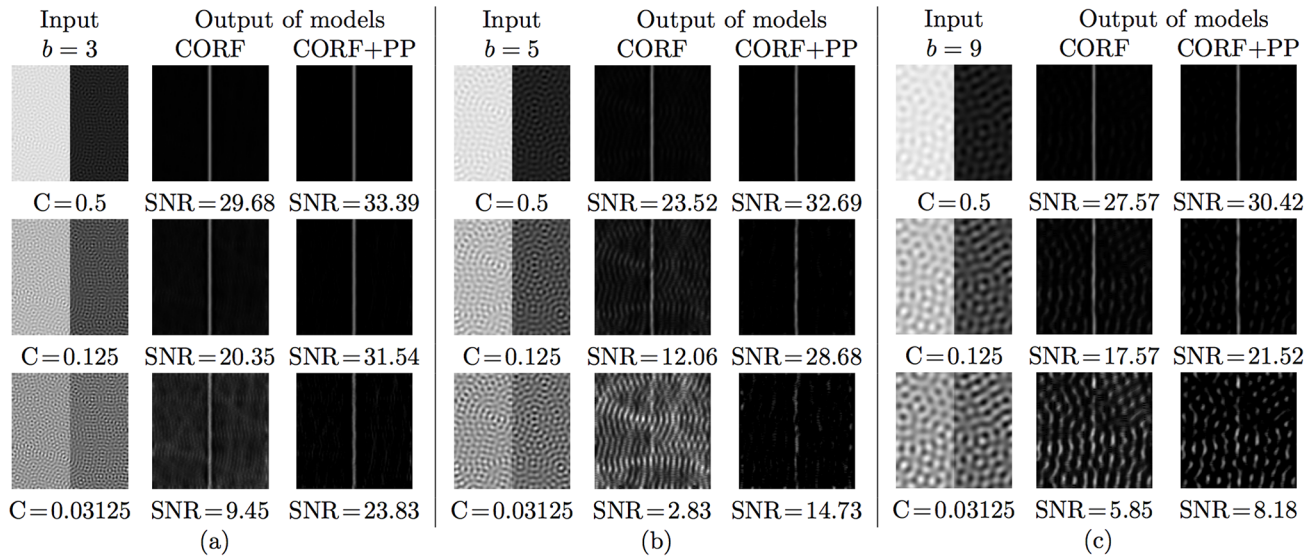 Input Output of models
b = 3 CORF CORF+PP
C=0.5 SNR=29.68 SNR=33.39
C=0.125 SNR=20.35 SNR=31.54
C=0.03125 SNR=9.45 SNR=23.83
(a)
Input Output of models
b = 5 CORF CORF+PP
C=0.5 SNR=23.52 SNR=32.69
C=0.125 SNR=12.06 SNR=28.68
C=0.03125 SNR=2.83 SNR=14.73
(b)
Input Output of models
b = 9 CORF CORF+PP
C=0.5 SNR=27.57 SNR=30.42
C=0.125 SNR=17.57 SNR=21.52
C=0.03125 SNR=5.85 SNR=8.18
(c)